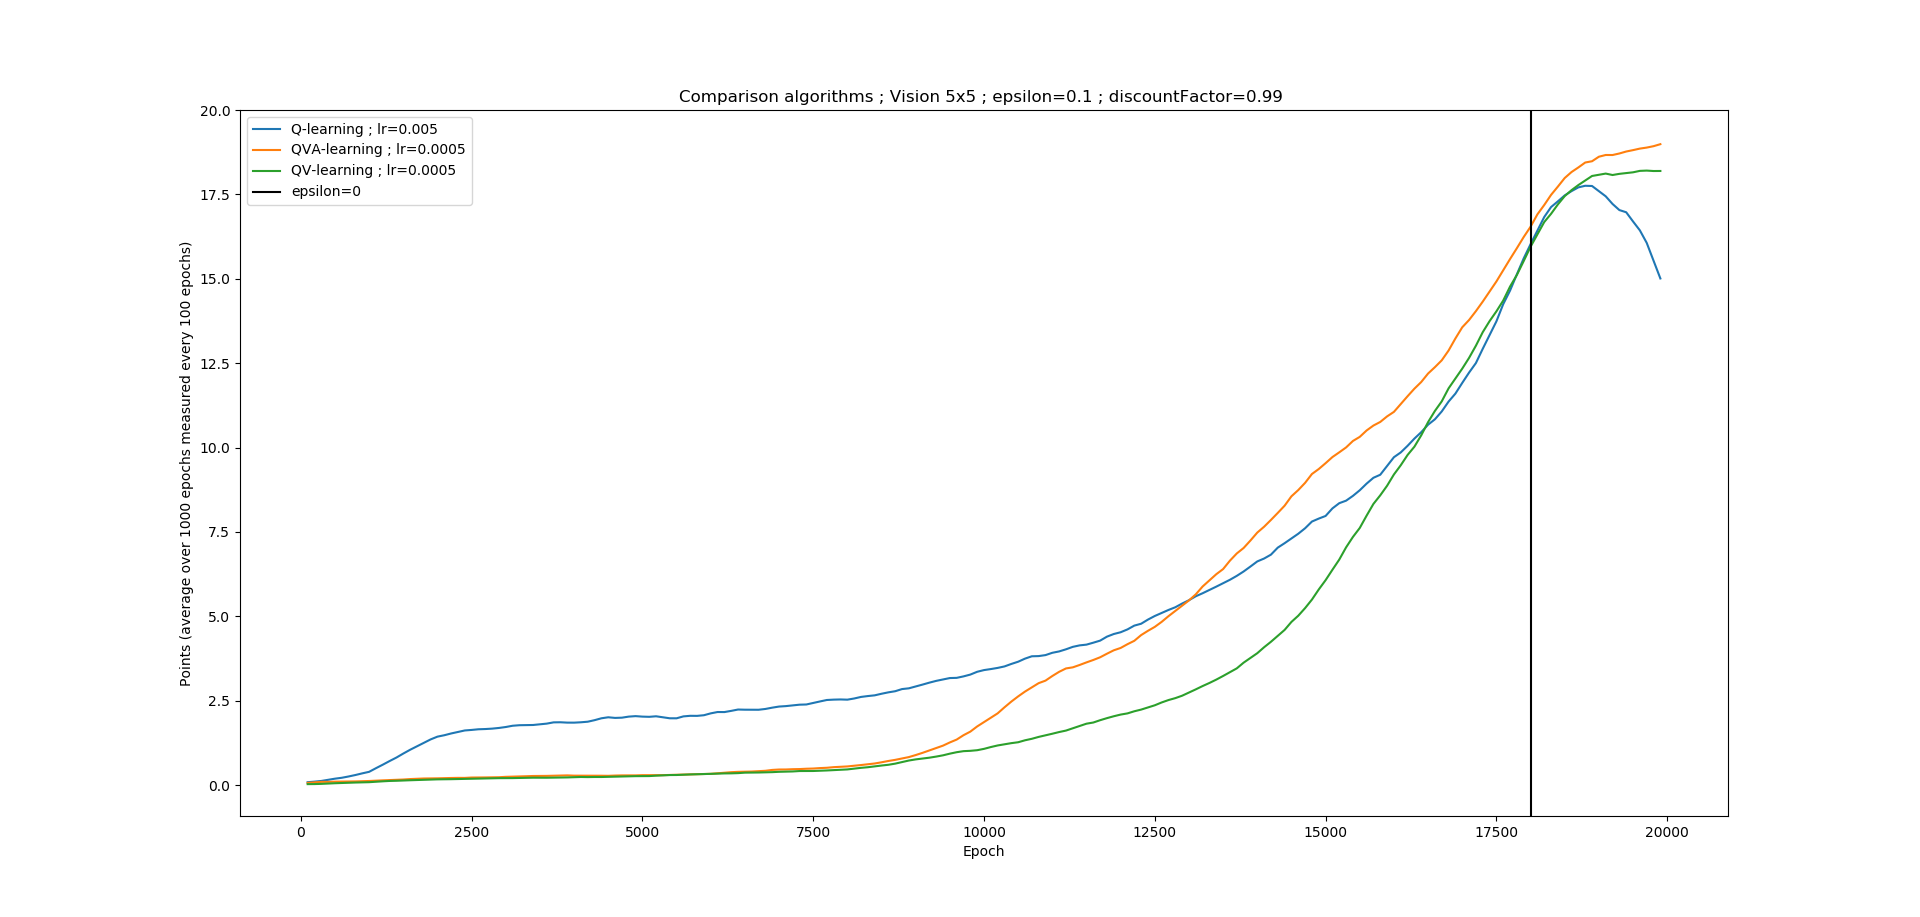 Comparison algorithms ; Vision 5x5 ; epsilon=0.1 ; discountFactor=0.99
Q-learning ; lr=0.005
QVA-learning ; lr=0.0005
QV-learning ; lr=0.0005
epsilon=0
Points (average over 1000 epochs measured every 100 epochs)
20.0
17.5
15.0
12.5
10.0
7.5
5.0
2.5
0.0
0 2500 5000 7500 10000 12500 15000 17500 20000
Epoch